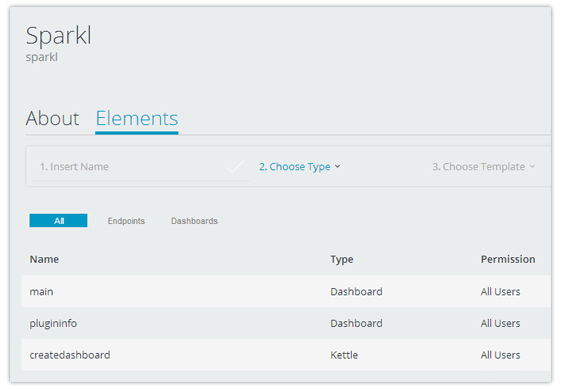 Sparkl
sparkl
About Elements
1. Insert Name 2. Choose Type 3. Choose Template
All Endpoints Dashboards
Name Type Permission
main Dashboard All Users
plugininfo Dashboard All Users
createdashboard Kettle All Users